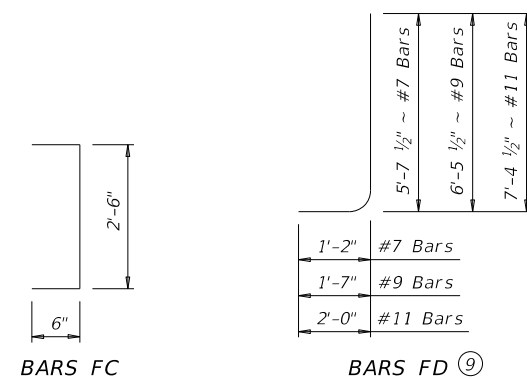 5'-7 ½" ~ #7 Bars
6'-5 ½" ~ #9 Bars
7'-4 ½" ~ #11 Bars
2'-6"
6"
1'-2" #7 Bars
1'-7" #9 Bars
2'-0" #11 Bars
BARS FC
BARS FD 9